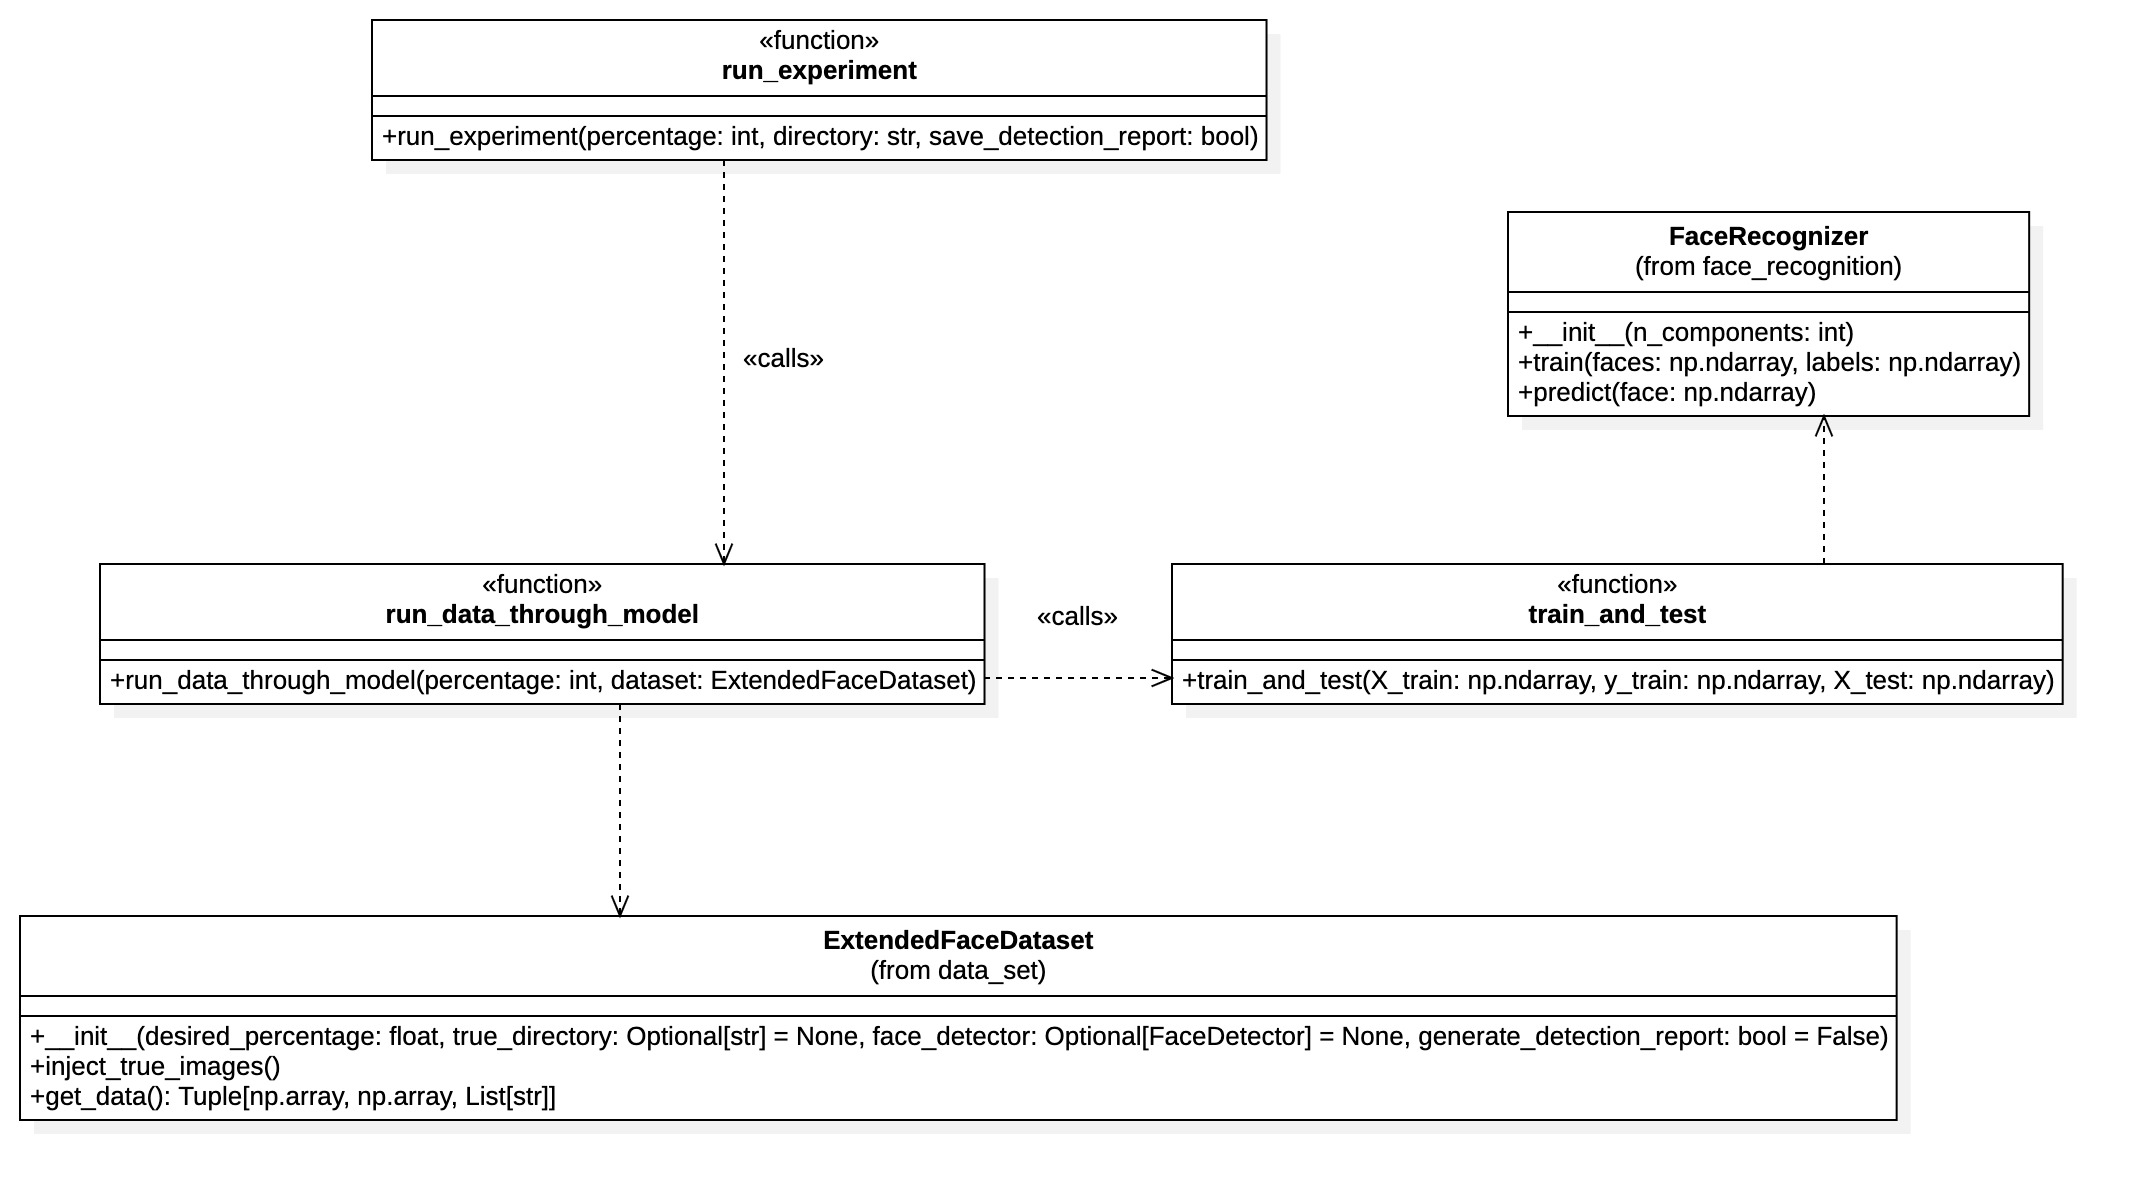 «function»
run_experiment
+run_experiment(percentage: int, directory: str, save_detection_report: bool)
FaceRecognizer
(from face_recognition)
+__init__(n_components: int)
+train(faces: np.ndarray, labels: np.ndarray)
+predict(face: np.ndarray)
«calls»
«function»
run_data_through_model
+run_data_through_model(percentage: int, dataset: ExtendedFaceDataset)
«calls»
«function»
train_and_test
+train_and_test(X_train: np.ndarray, y_train: np.ndarray, X_test: np.ndarray)
ExtendedFaceDataset
(from data_set)
+__init__(desired_percentage: float, true_directory: Optional[str] = None, face_detector: Optional[FaceDetector] = None, generate_detection_report: bool = False)
+inject_true_images()
+get_data(): Tuple[np.array, np.array, List[str]]